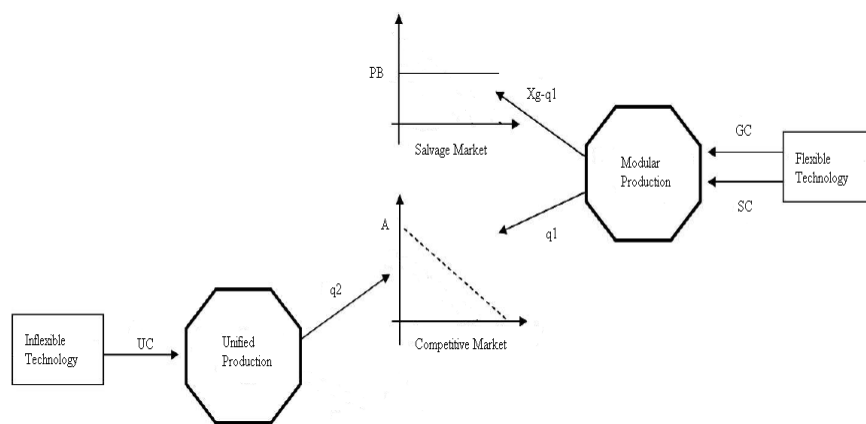 PB
Salvage Market
Xg-q1
Modular
Production
GC
SC
Flexible
Technology
A
q1
q2
Competitive Market
Inflexible
Technology
UC
Unified
Production